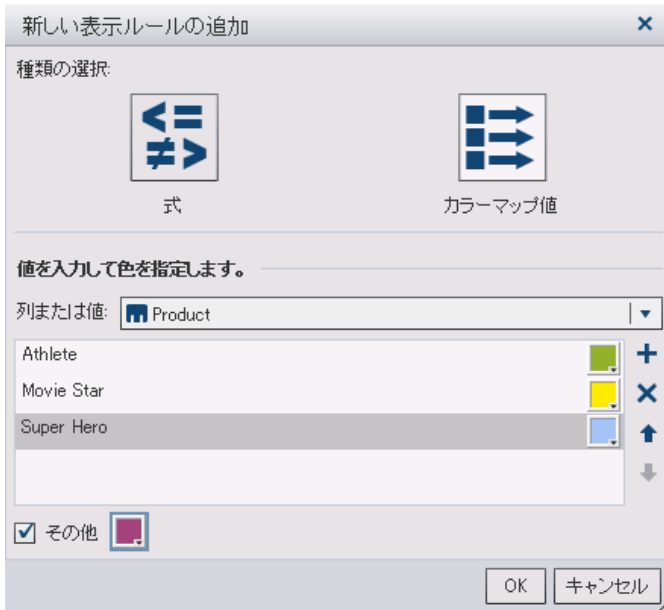 新しい表示ルールの追加
種類の選択:
式
カラーマップ値
値を入力して色を指定します。
列または値: Product
Athlete
Movie Star
Super Hero
その他
OK キャンセル